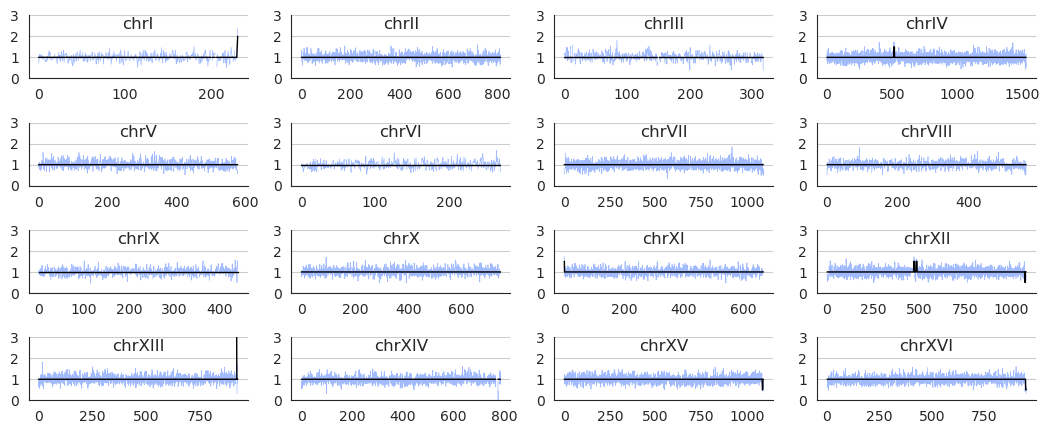 3 chrI 3 chrII 3 chrIII 3 chrIV
2 2 2 2
1 1 1 1
0 0 0 0
0 100 200 0 200 400 600 800 0 100 200 300 0 500 1000 1500
3 chrV 3 chrVI 3 chrVII 3 chrVIII
2 2 2 2
1 1 1 1
0 0 0 0
0 200 400 600 0 100 200 0 250 500 750 1000 0 200 400
3 chrIX 3 chrX 3 chrXI 3 chrXII
2 2 2 2
1 1 1 1
0 0 0 0
0 100 200 300 400 0 200 400 600 0 200 400 600 0 250 500 750 1000
3 chrXIII 3 chrXIV 3 chrXV 3 chrXVI
2 2 2 2
1 1 1 1
0 0 0 0
0 250 500 750 0 200 400 600 800 0 250 500 750 1000 0 250 500 750